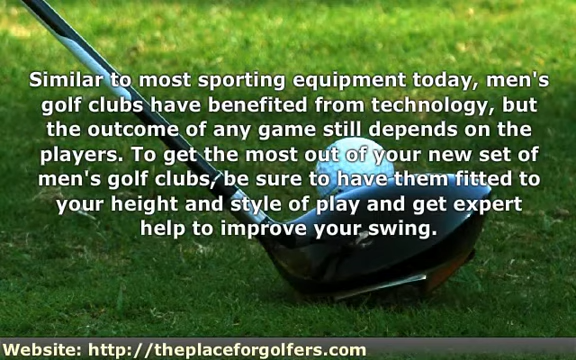 Similar to most sporting equipment today, men's
golf clubs have benefited from technology, but
the outcome of any game still depends on the
players. To get the most out of your new set of
men's golf clubs, be sure to have them fitted to
your height and style of play and get expert
help to improve your swing.
Website: http://theplaceforgolfers.com